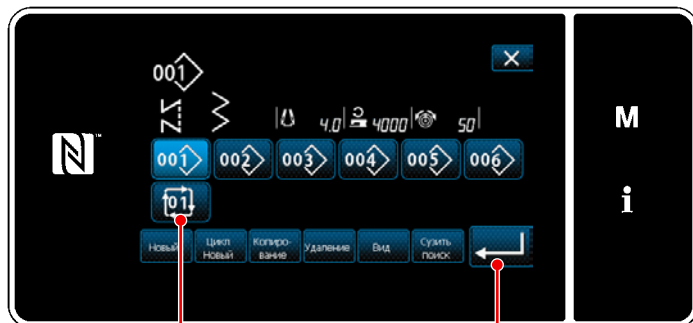 001
4.0 4000 50
001 002 003 004 005 006
01
Новый Цикл Новый Копиро-вание Удаление Вид Сузить поиск
M
i
N